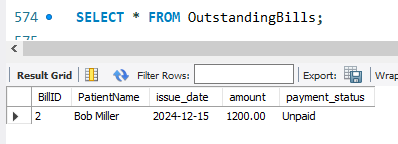 574 SELECT * FROM OutstandingBills;
Result Grid Filter Rows: Export: Wrap
BillID PatientName issue_date amount payment_status
2 Bob Miller 2024-12-15 1200.00 Unpaid